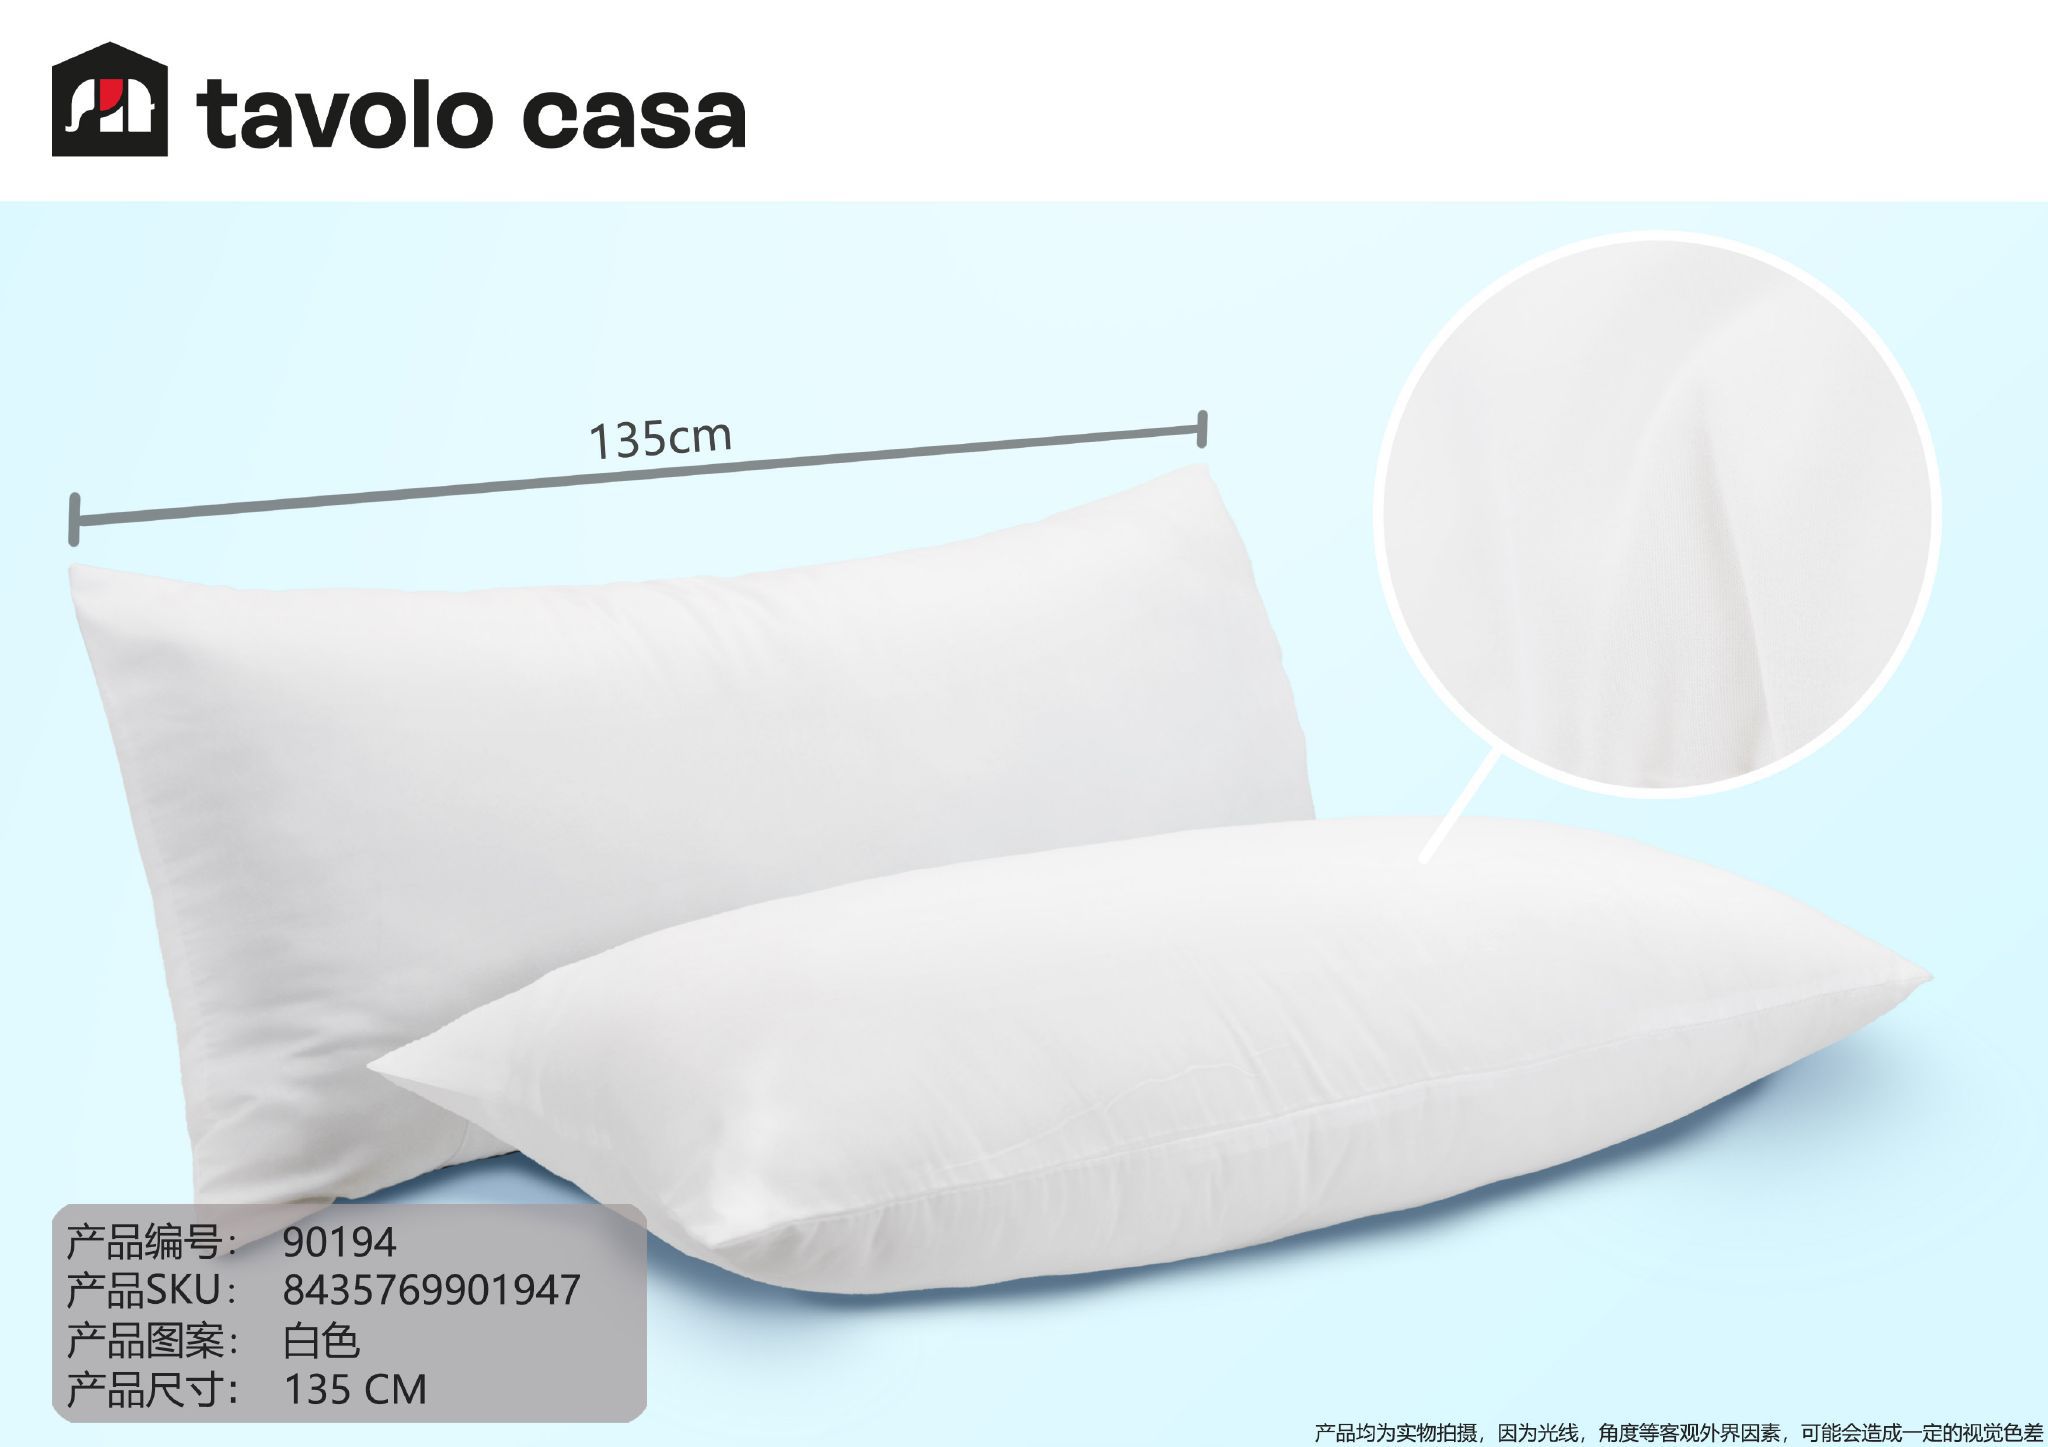 tavolo casa
135cm
产品编号： 90194
产品SKU： 8435769901947
产品图案： 白色
产品尺寸： 135 CM
产品均为实物拍摄，因为光线，角度等客观外界因素，可能会造成一定的视觉色差